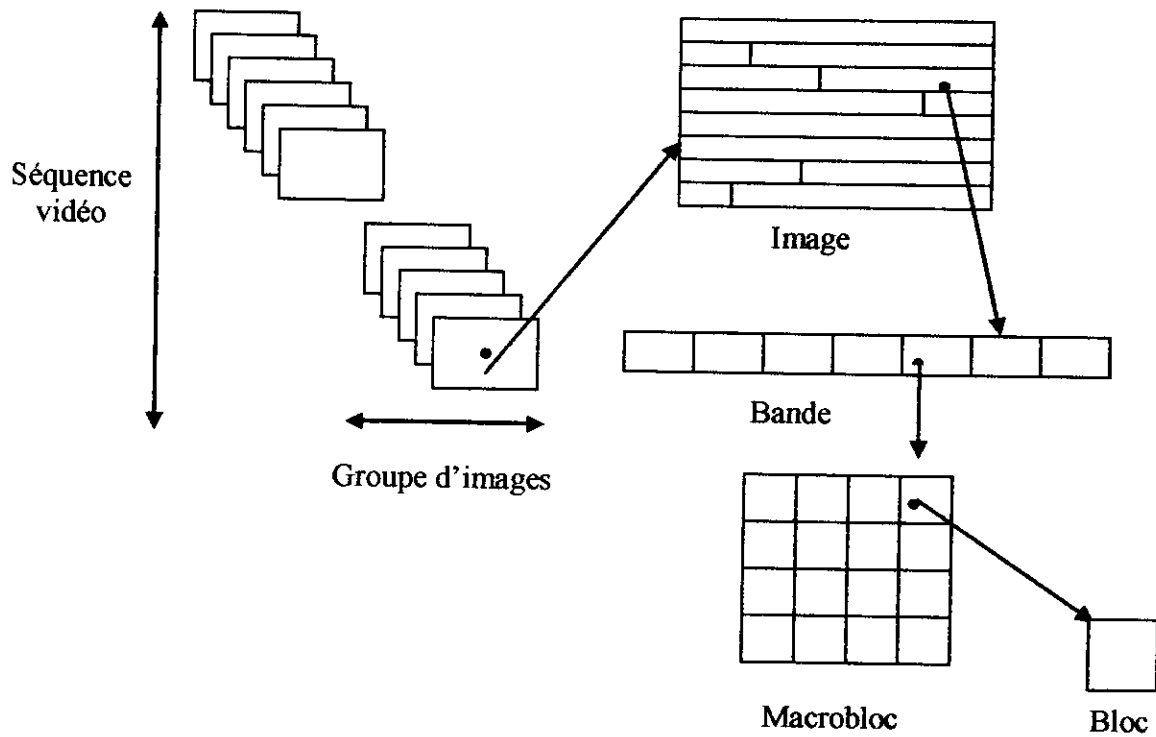 Séquence
vidéo
Image
Bande
Groupe d'images
Macrobloc
Bloc